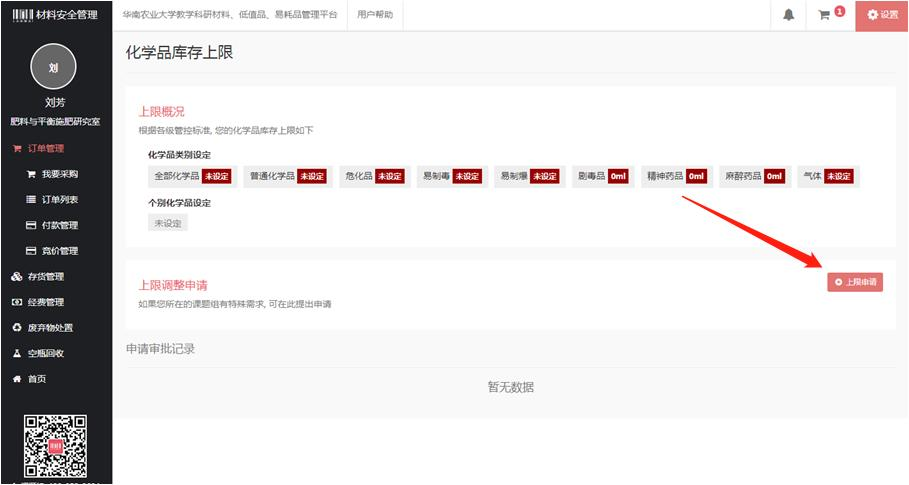 材料安全管理
华南农业大学教学科研材料、低值品、易耗品管理平台
用户帮助
1
设置
刘
刘芳
肥料与平衡施肥研究室
订单管理
我要采购
订单列表
付款管理
竞价管理
存货管理
经费管理
废弃物处置
空瓶回收
首页
化学品库存上限
上限概况
根据各级管控标准, 您的化学品库存上限如下
化学品类别设定
全部化学品 未设定 普通化学品 未设定 危化品 未设定 易制毒 未设定 易制爆 未设定 剧毒品 0ml 精神药品 0ml 麻醉药品 0ml 气体 未设定
个别化学品设定
未设定
上限调整申请
上限申请
如果您所在的课题组有特殊需求, 可在此提出申请
申请审批记录
暂无数据